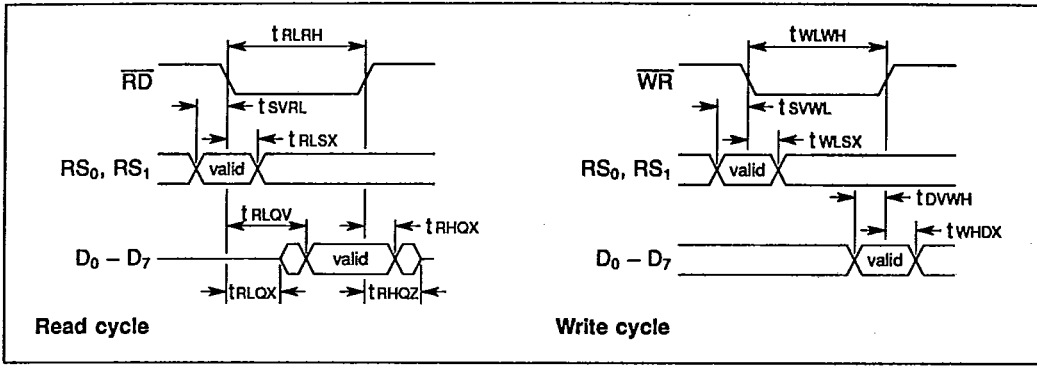 tRLRH
RD
tSVRL
tRLSX
RS0, RS1 valid
tRLQV
tRHQX
D0 – D7 valid
tRLQX tRHQZ
Read cycle
tWLWH
WR
tSVWL
tWLSX
RS0, RS1 valid
tDVWH
tWHDX
D0 – D7 valid
Write cycle